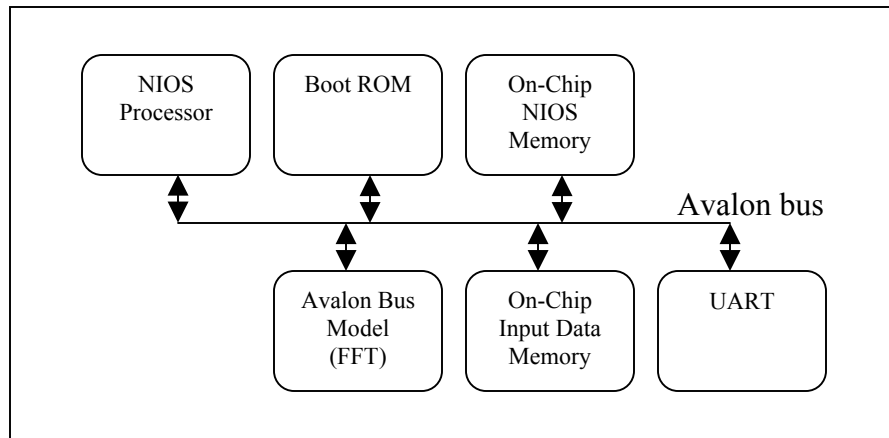 NIOS
Processor
Boot ROM
On-Chip
NIOS
Memory
Avalon bus
Avalon Bus
Model
(FFT)
On-Chip
Input Data
Memory
UART